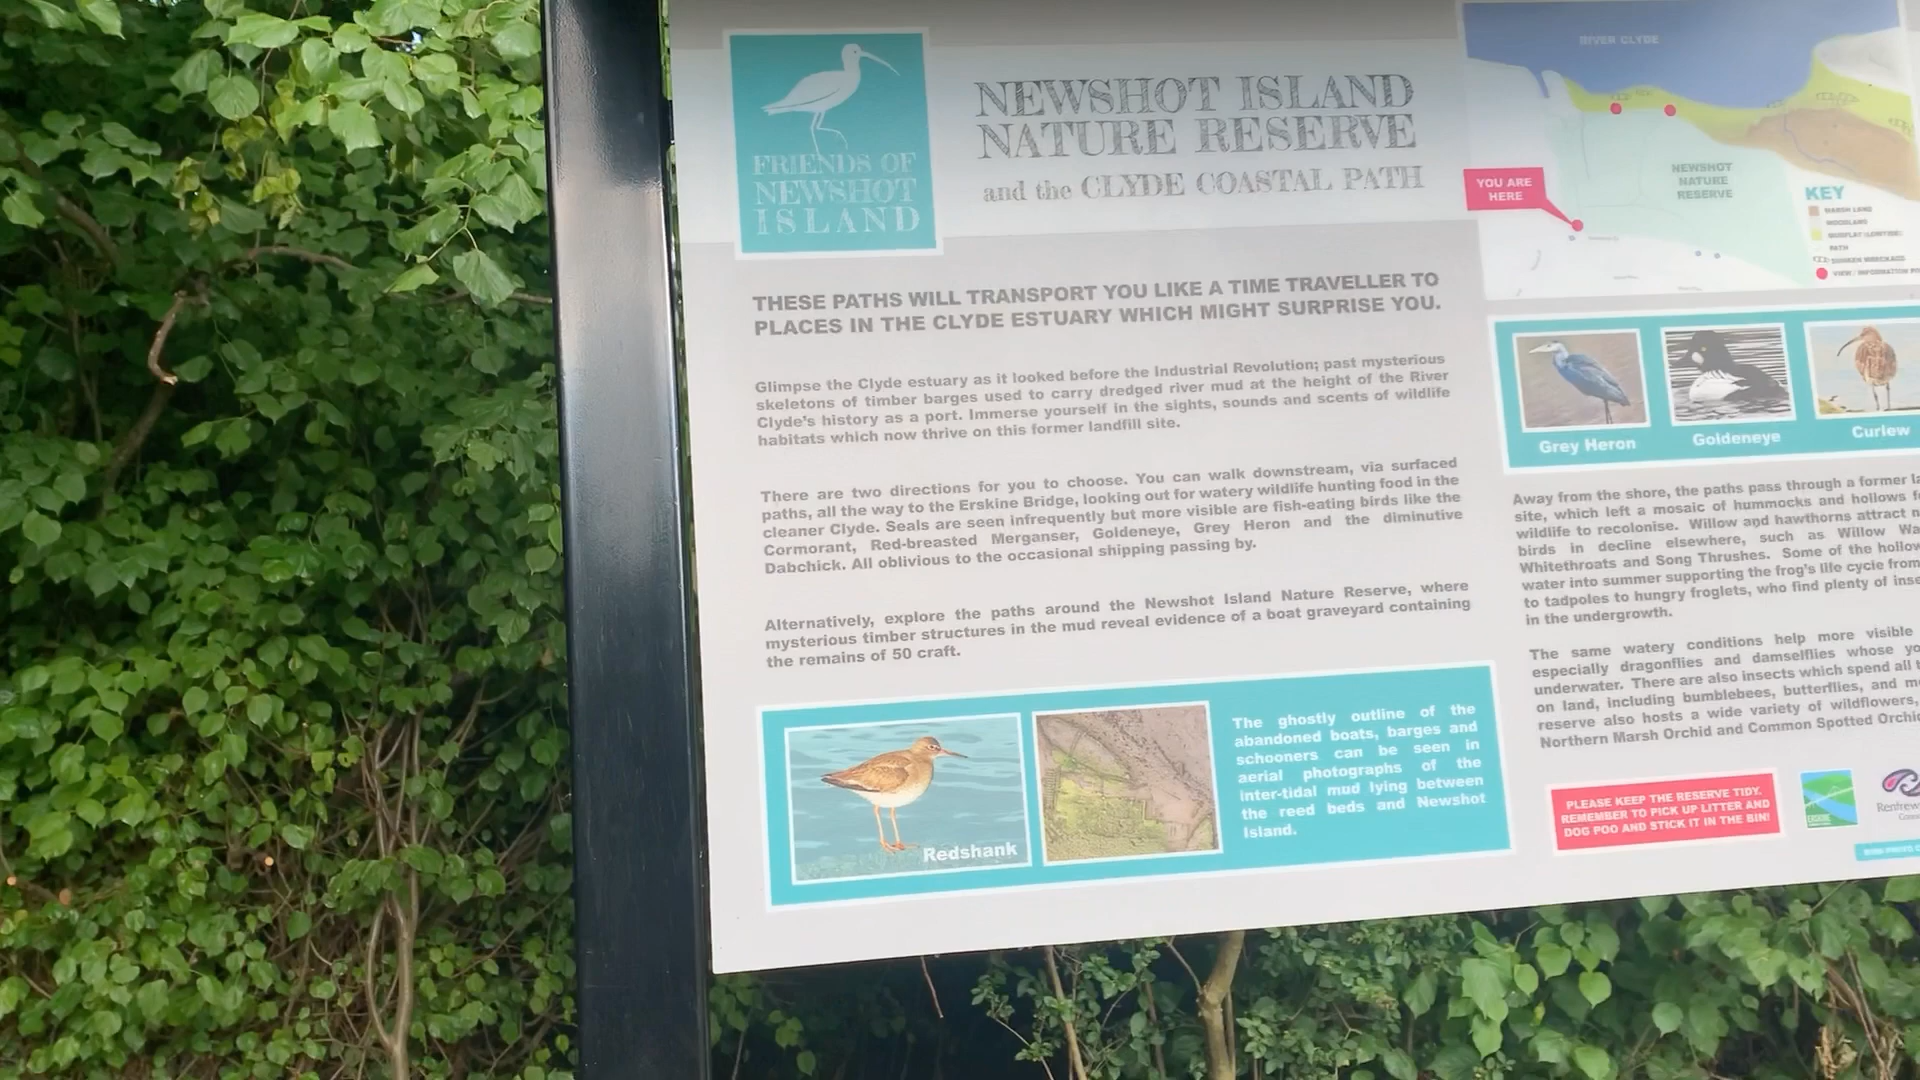 FRIENDS OF
NEWSHOT
ISLAND
NEWSHOT ISLAND
NATURE RESERVE
and the CLYDE COASTAL PATH
THESE PATHS WILL TRANSPORT YOU LIKE A TIME TRAVELLER TO
PLACES IN THE CLYDE ESTUARY WHICH MIGHT SURPRISE YOU.
Glimpse the Clyde estuary as it looked before the Industrial Revolution; past mysterious
skeletons of timber barges used to carry dredged river mud at the height of the River
Clyde's history as a port. Immerse yourself in the sights, sounds and scents of wildlife
habitats which now thrive on this former landfill site.
There are two directions for you to choose. You can walk downstream, via surfaced
paths, all the way to the Erskine Bridge, looking out for watery wildlife hunting food in the
cleaner Clyde. Seals are seen infrequently but more visible are fish-eating birds like the
Cormorant, Red-breasted Merganser, Goldeneye, Grey Heron and the diminutive
Dabchick. All oblivious to the occasional shipping passing by.
Alternatively, explore the paths around the Newshot Island Nature Reserve, where
mysterious timber structures in the mud reveal evidence of a boat graveyard containing
the remains of 50 craft.
Redshank
The ghostly outline of the
abandoned boats, barges and
schooners can be seen in
aerial photographs of the
inter-tidal mud lying between
the reed beds and Newshot
Island.
RIVER CLYDE
NEWSHOT
NATURE
RESERVE
YOU ARE
HERE
KEY
MARSH LAND
WOODLAND
MUDFLAT (LOWTIDE)
PATH
SUNKEN WRECKAGE
VIEW / INFORMATION
Grey Heron
Goldeneye
Curlew
Away from the shore, the paths pass through a former
site, which left a mosaic of hummocks and hollows
wildlife to recolonise. Willow and hawthorns attract
birds in decline elsewhere, such as Willow
Whitethroats and Song Thrushes. Some of the
water into summer supporting the frog's life cycle from
to tadpoles to hungry froglets, who find plenty of
in the undergrowth.
The same watery conditions help more visible
especially dragonflies and damselflies whose
underwater. There are also insects which spend all
on land, including bumblebees, butterflies, and
reserve also hosts a wide variety of wildflowers,
Northern Marsh Orchid and Common Spotted
PLEASE KEEP THE RESERVE TIDY.
REMEMBER TO PICK UP LITTER AND
DOG POO AND STICK IT IN THE BIN!